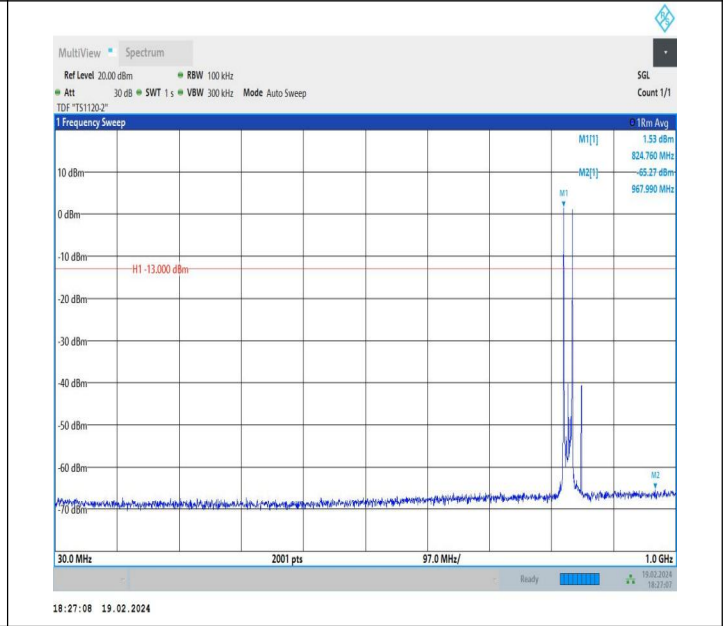 R&S
MultiView Spectrum
Ref Level 20.00 dBm RBW 100 kHz SGL
Att 30 dB SWT 1 s VBW 300 kHz Mode Auto Sweep Count 1/1
TDF "TS1120-2"
1 Frequency Sweep 1Rm Avg
M1[1] 1.53 dBm
824.760 MHz
10 dBm M2[1] -65.27 dBm
967.990 MHz
M1
0 dBm
-10 dBm
H1 -13.000 dBm
-20 dBm
-30 dBm
-40 dBm
-50 dBm
-60 dBm
M2
-70 dBm
30.0 MHz 2001 pts 97.0 MHz/ 1.0 GHz
Ready 19.02.2024
18:27:07
18:27:08 19.02.2024